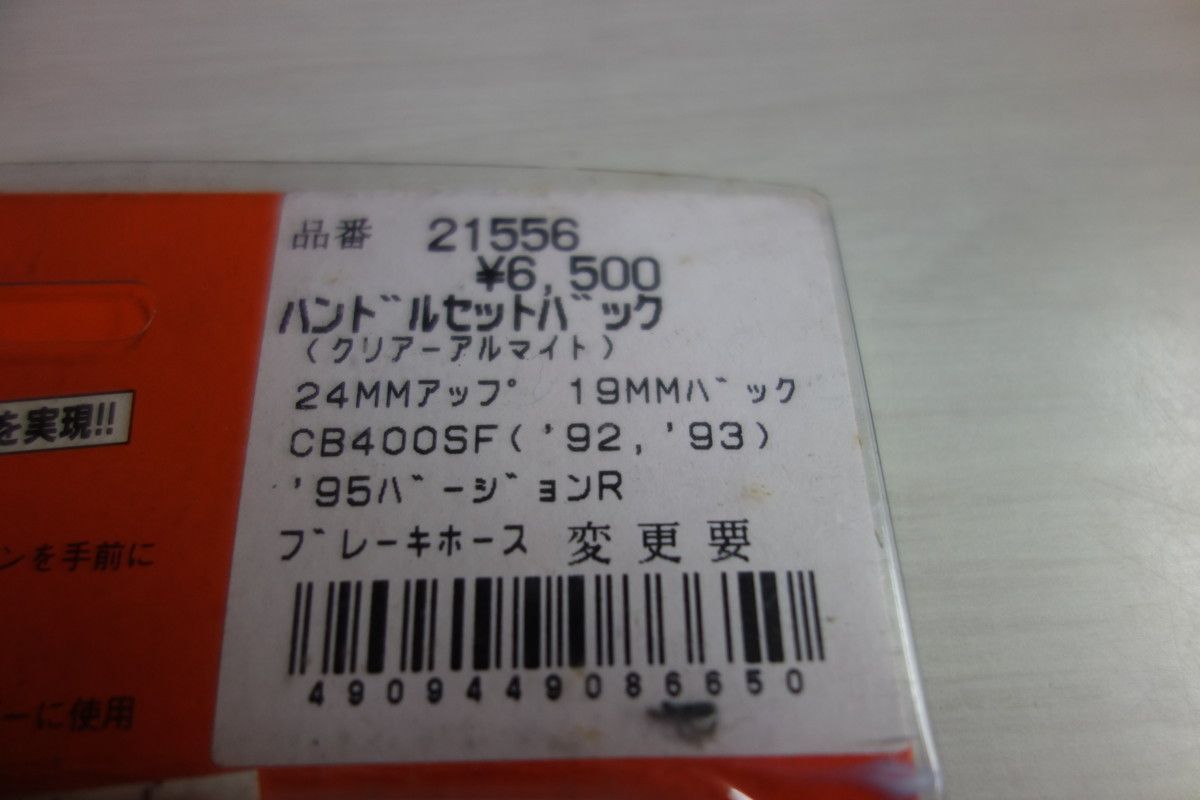 品番 21556
¥6,500
ハンドルセットバック
(クリアーアルマイト)
24MMアップ 19MMバック
CB400SF('92,'93)
'95バージョンR
ブレーキホース 変更要
4909449086650
を実現!!
ンを手前に
ーに使用